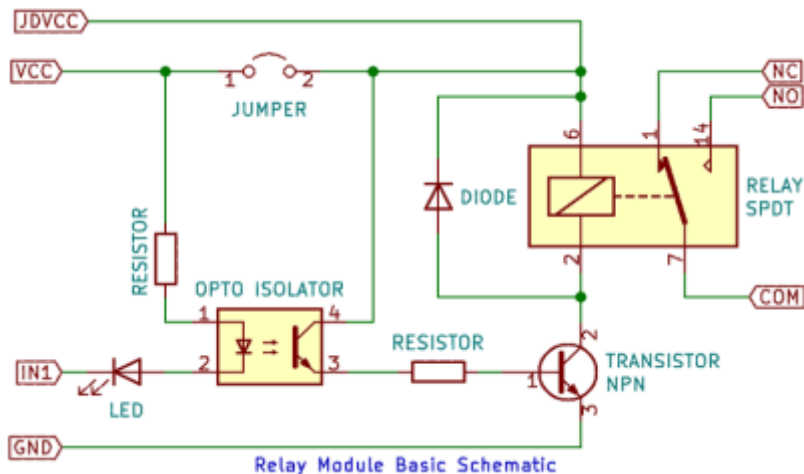 JDVCC
VCC
1
2
JUMPER
NC
NO
6
1
14
DIODE
RELAY
SPDT
RESISTOR
2
7
OPTO ISOLATOR
COM
1
4
RESISTOR
2
TRANSISTOR
NPN
2
3
1
IN1
LED
3
GND
Relay Module Basic Schematic